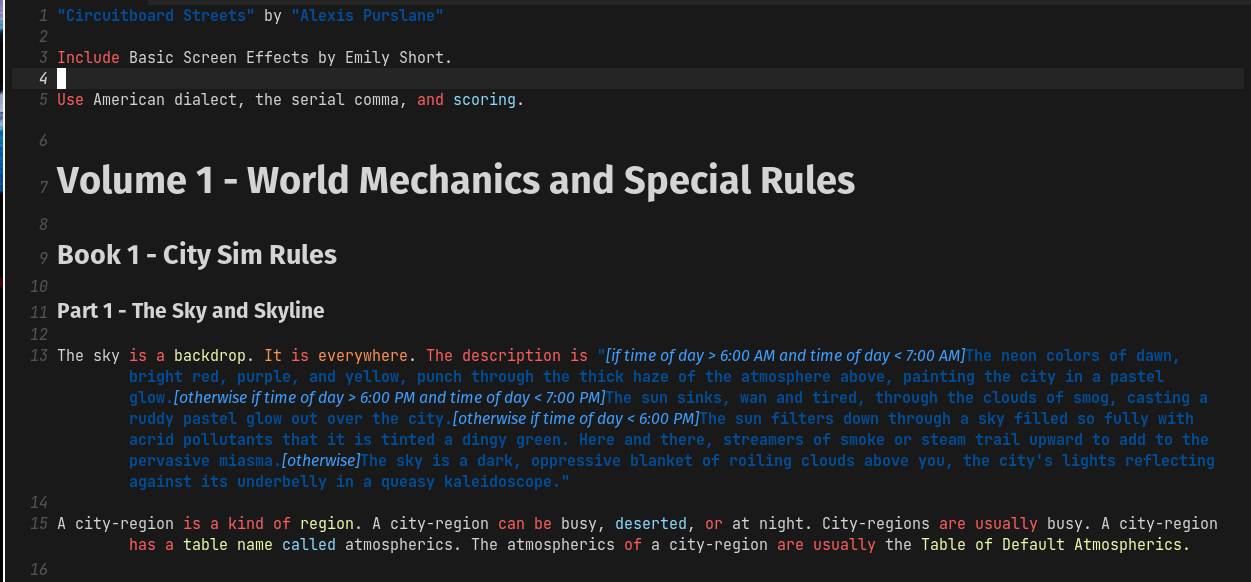 1 "Circuitboard Streets" by "Alexis Purslane"
2
3 Include Basic Screen Effects by Emily Short.
4
5 Use American dialect, the serial comma, and scoring.
6
7 Volume 1 - World Mechanics and Special Rules
8
9 Book 1 - City Sim Rules
10
11 Part 1 - The Sky and Skyline
12
13 The sky is a backdrop. It is everywhere. The description is "[if time of day > 6:00 AM and time of day < 7:00 AM]The neon colors of dawn,
bright red, purple, and yellow, punch through the thick haze of the atmosphere above, painting the city in a pastel
glow.[otherwise if time of day > 6:00 PM and time of day < 7:00 PM]The sun sinks, wan and tired, through the clouds of smog, casting a
ruddy pastel glow out over the city.[otherwise if time of day < 6:00 PM]The sun filters down through a sky filled so fully with
acrid pollutants that it is tinted a dingy green. Here and there, streamers of smoke or steam trail upward to add to the
pervasive miasma.[otherwise]The sky is a dark, oppressive blanket of roiling clouds above you, the city's lights reflecting
against its underbelly in a queasy kaleidoscope."
14
15 A city-region is a kind of region. A city-region can be busy, deserted, or at night. City-regions are usually busy. A city-region
has a table name called atmospherics. The atmospherics of a city-region are usually the Table of Default Atmospherics.
16